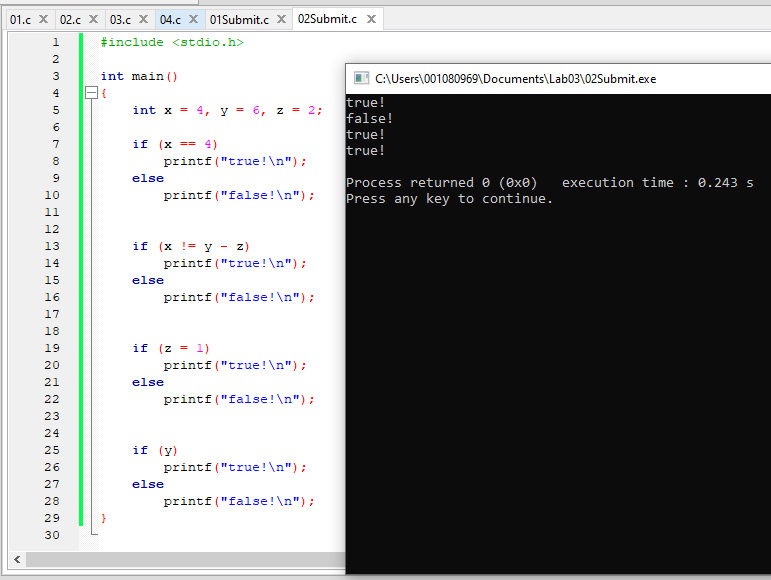 01.c 02.c 03.c 04.c 01Submit.c 02Submit.c
1 #include <stdio.h>
2
3 int main()
4 {
5 int x = 4, y = 6, z = 2;
6
7 if (x == 4)
8 printf("true!\n");
9 else
10 printf("false!\n");
11
12
13 if (x != y - z)
14 printf("true!\n");
15 else
16 printf("false!\n");
17
18
19 if (z = 1)
20 printf("true!\n");
21 else
22 printf("false!\n");
23
24
25 if (y)
26 printf("true!\n");
27 else
28 printf("false!\n");
29 }
30
C:\Users\001080969\Documents\Lab03\02Submit.exe
true!
false!
true!
true!
Process returned 0 (0x0) execution time : 0.243 s
Press any key to continue.